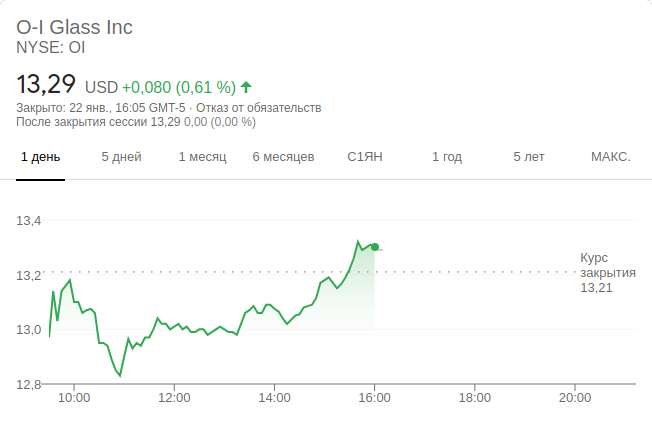 O-I Glass Inc
NYSE: OI
13,29 USD +0,080 (0,61 %)
Закрыто: 22 янв., 16:05 GMT-5 · Отказ от обязательств
После закрытия сессии 13,29 0,00 (0,00 %)
1 день 5 дней 1 месяц 6 месяцев С1ЯН 1 год 5 лет МАКС.
13,4
Курс
закрытия
13,21
13,2
13,0
12,8
10:00 12:00 14:00 16:00 18:00 20:00